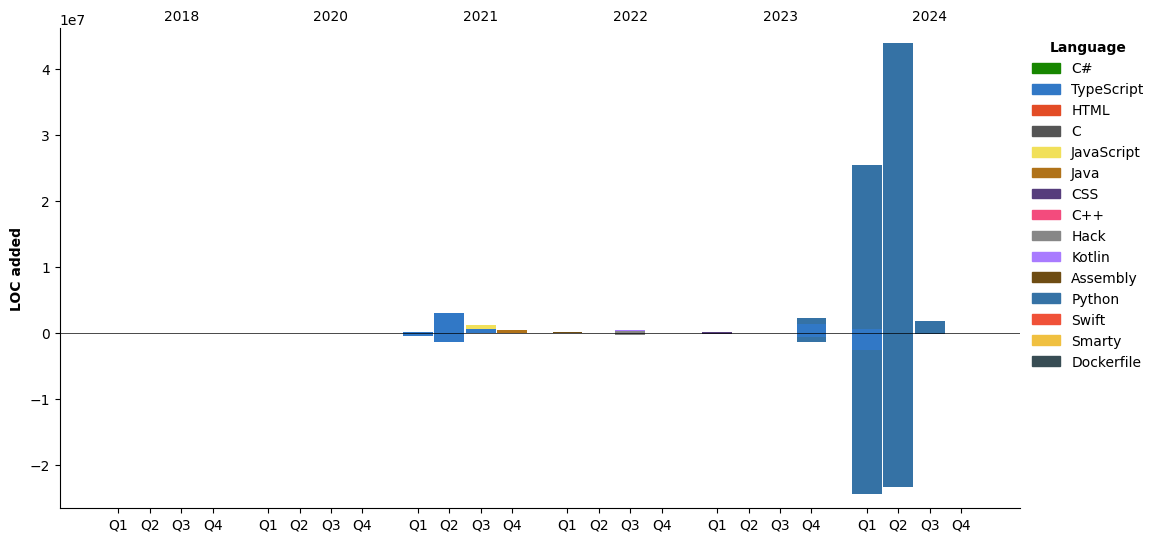 1e7
2018 2020 2021 2022 2023 2024
LOC added
4
3
2
1
0
−1
−2
Q1 Q2 Q3 Q4 Q1 Q2 Q3 Q4 Q1 Q2 Q3 Q4 Q1 Q2 Q3 Q4 Q1 Q2 Q3 Q4 Q1 Q2 Q3 Q4
Language
C#
TypeScript
HTML
C
JavaScript
Java
CSS
C++
Hack
Kotlin
Assembly
Python
Swift
Smarty
Dockerfile